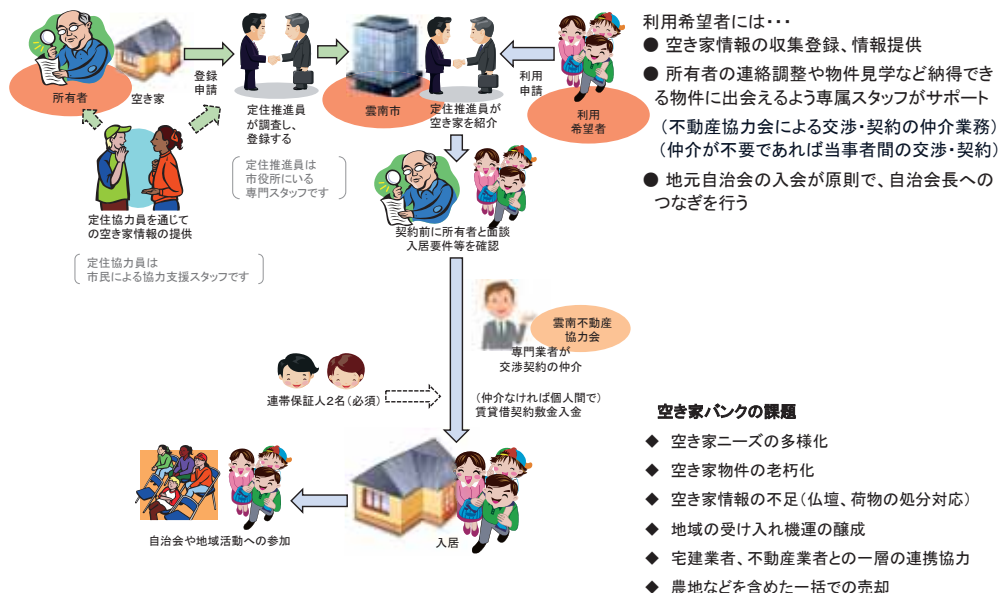 所有者
空き家
登録
申請
定住推進員
が調査し、
登録する
雲南市
定住推進員が
空き家を紹介
利用
申請
利用
希望者
定住推進員は
市役所にいる
専門スタッフです
定住協力員を通じて
の空き家情報の提供
定住協力員は
市民による協力支援スタッフです
契約前に所有者と面談
入居要件等を確認
雲南不動産
協力会
専門業者が
交渉契約の仲介
連帯保証人2名(必須)
(仲介なければ個人間で)
賃貸借契約敷金入金
自治会や地域活動への参加
入居
利用希望者には・・・
● 空き家情報の収集登録、情報提供
● 所有者の連絡調整や物件見学など納得でき
る物件に出会えるよう専属スタッフがサポート
(不動産協力会による交渉・契約の仲介業務)
(仲介が不要であれば当事者間の交渉・契約)
● 地元自治会の入会が原則で、自治会長への
つなぎを行う
空き家バンクの課題
◆ 空き家ニーズの多様化
◆ 空き家物件の老朽化
◆ 空き家情報の不足(仏壇、荷物の処分対応)
◆ 地域の受け入れ機運の醸成
◆ 宅建業者、不動産業者との一層の連携協力
◆ 農地などを含めた一括での売却